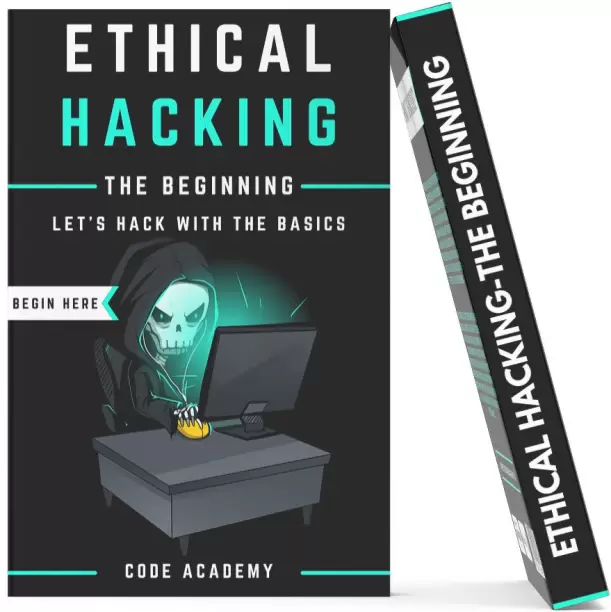 ETHICAL
HACKING
THE BEGINNING
LET'S HACK WITH THE BASICS
BEGIN HERE
CODE ACADEMY
ETHICAL HACKING-THE BEGINNING